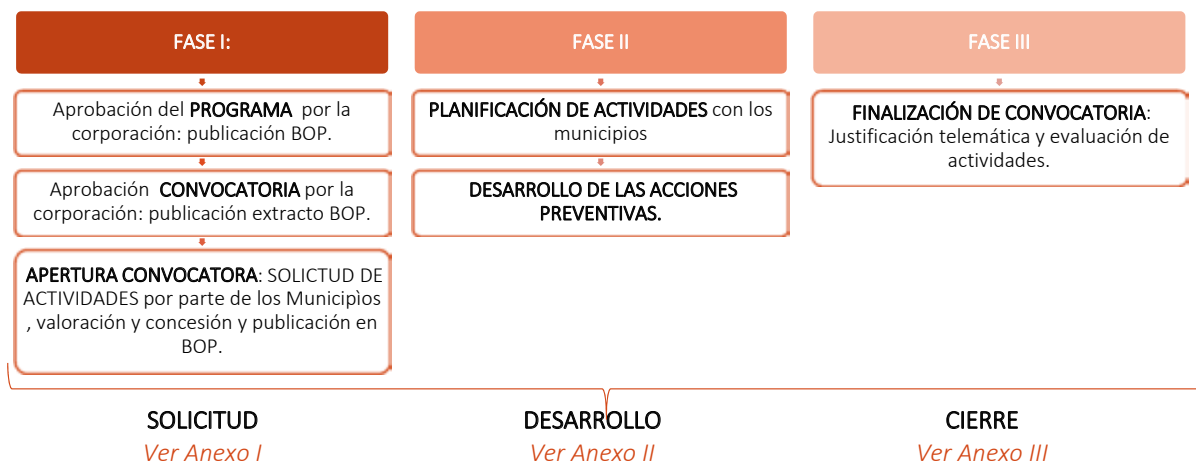 FASE I:
Aprobación del PROGRAMA por la
corporación: publicación BOP.
Aprobación CONVOCATORIA por la
corporación: publicación extracto BOP.
APERTURA CONVOCATORA: SOLICTUD DE
ACTIVIDADES por parte de los Municipìos
, valoración y concesión y publicación en
BOP.
FASE II
PLANIFICACIÓN DE ACTIVIDADES con los
municipios
DESARROLLO DE LAS ACCIONES
PREVENTIVAS.
FASE III
FINALIZACIÓN DE CONVOCATORIA:
Justificación telemática y evaluación de
actividades.
SOLICITUD
Ver Anexo I
DESARROLLO
Ver Anexo II
CIERRE
Ver Anexo III